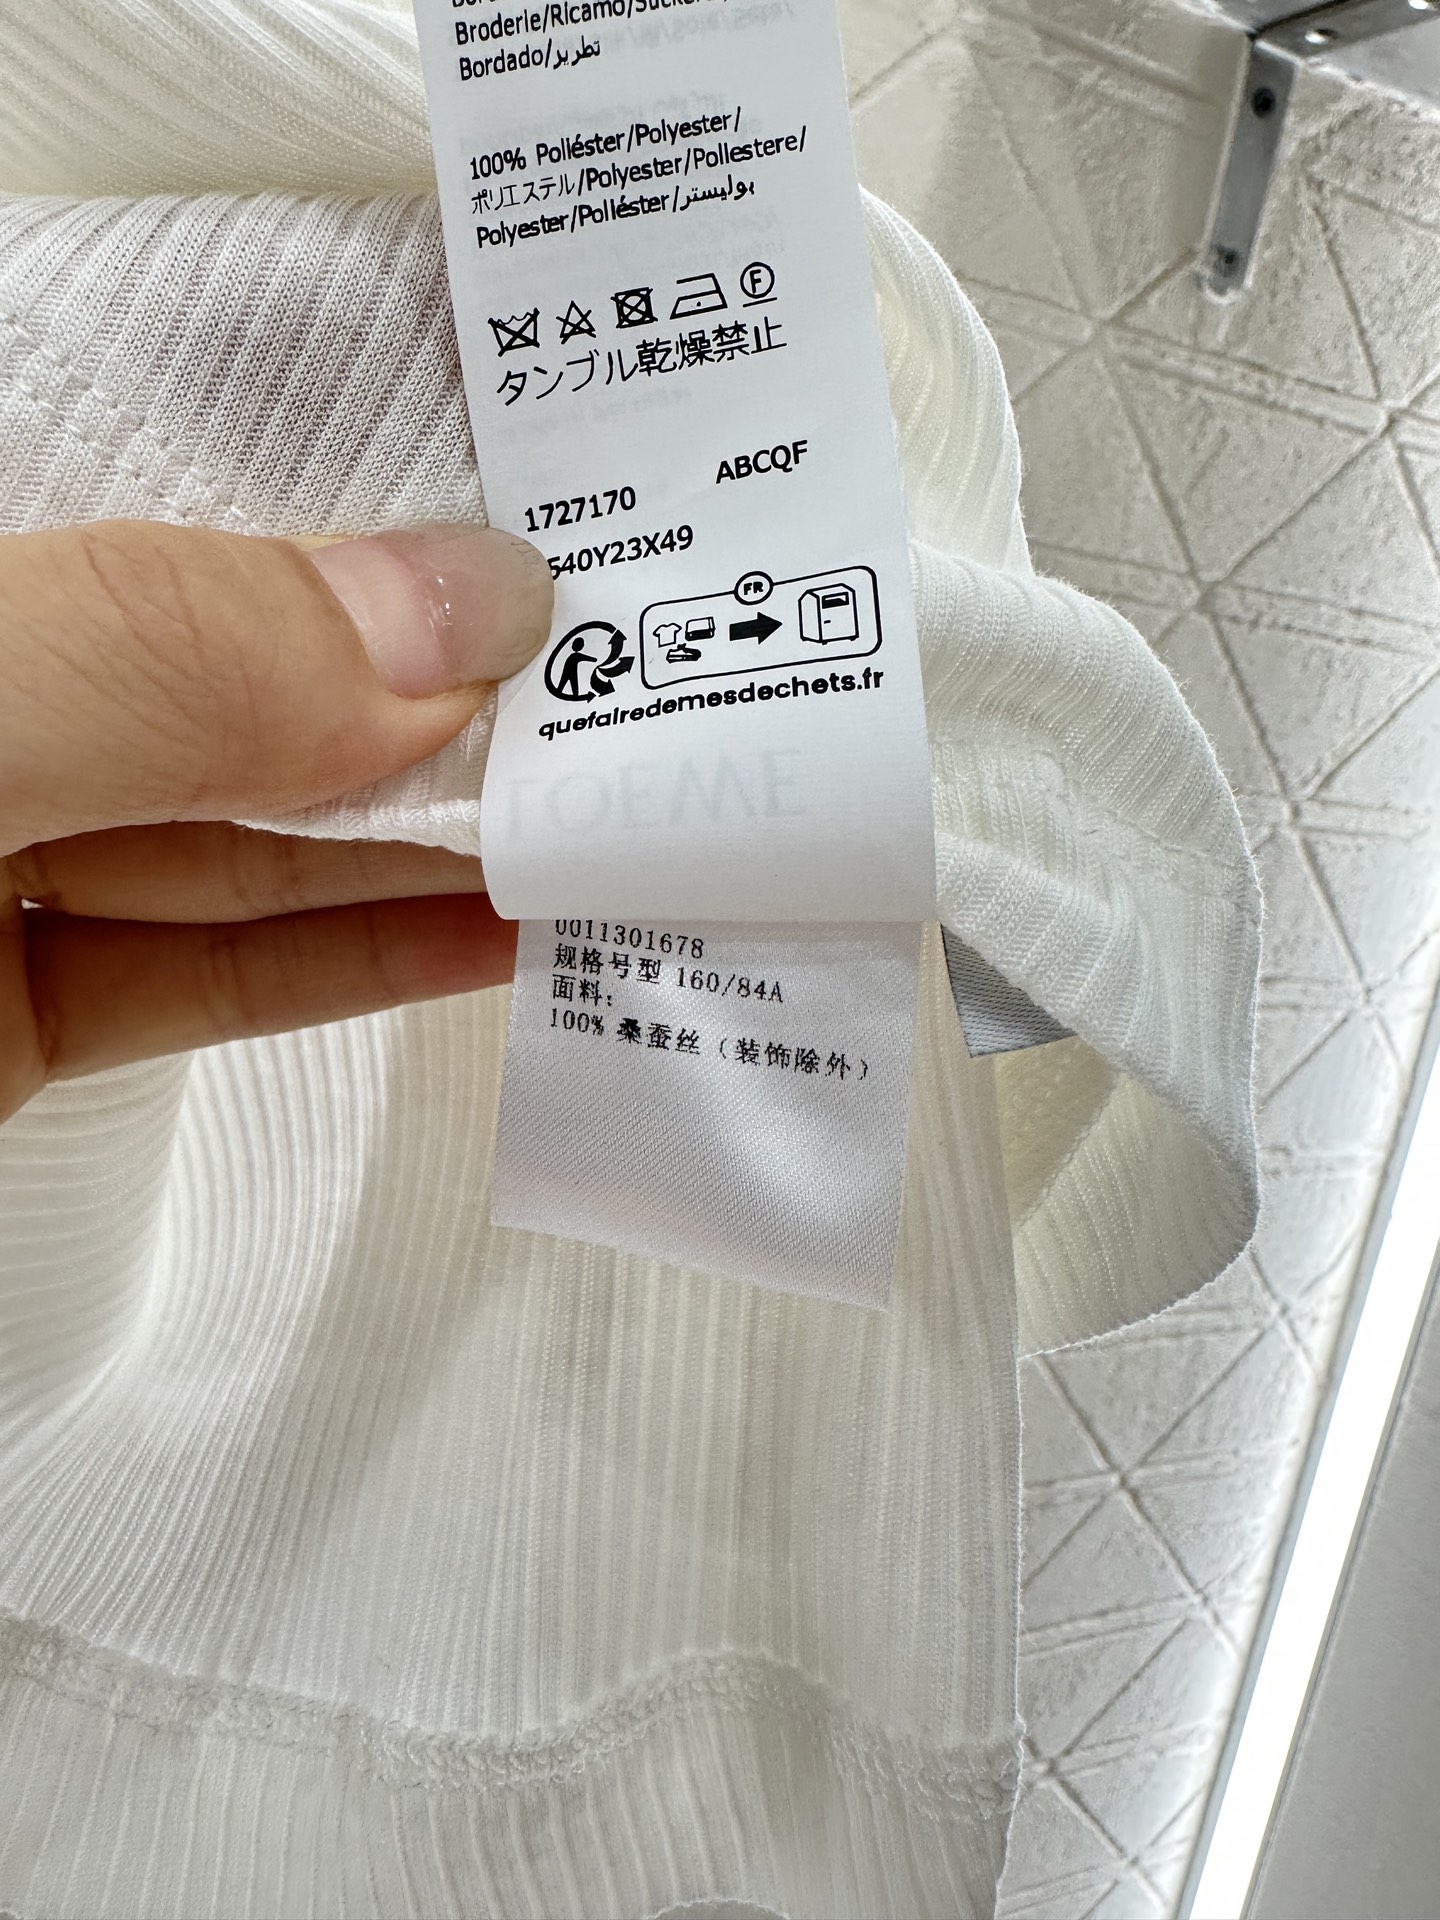 Broderie/Ricamo/
Bordado/تطريز
100% Poliéster/Polyester/
ポリエステル/Polyester/Poliestere/
Polyester/Poliéster/بوليستر
F
タンブル乾燥禁止
ABCQF
1727170
540Y23X49
FR
quefairedemesdechets.fr
LOEWE
0011301678
规格号型 160/84A
面料:
100% 桑蚕丝（装饰除外）